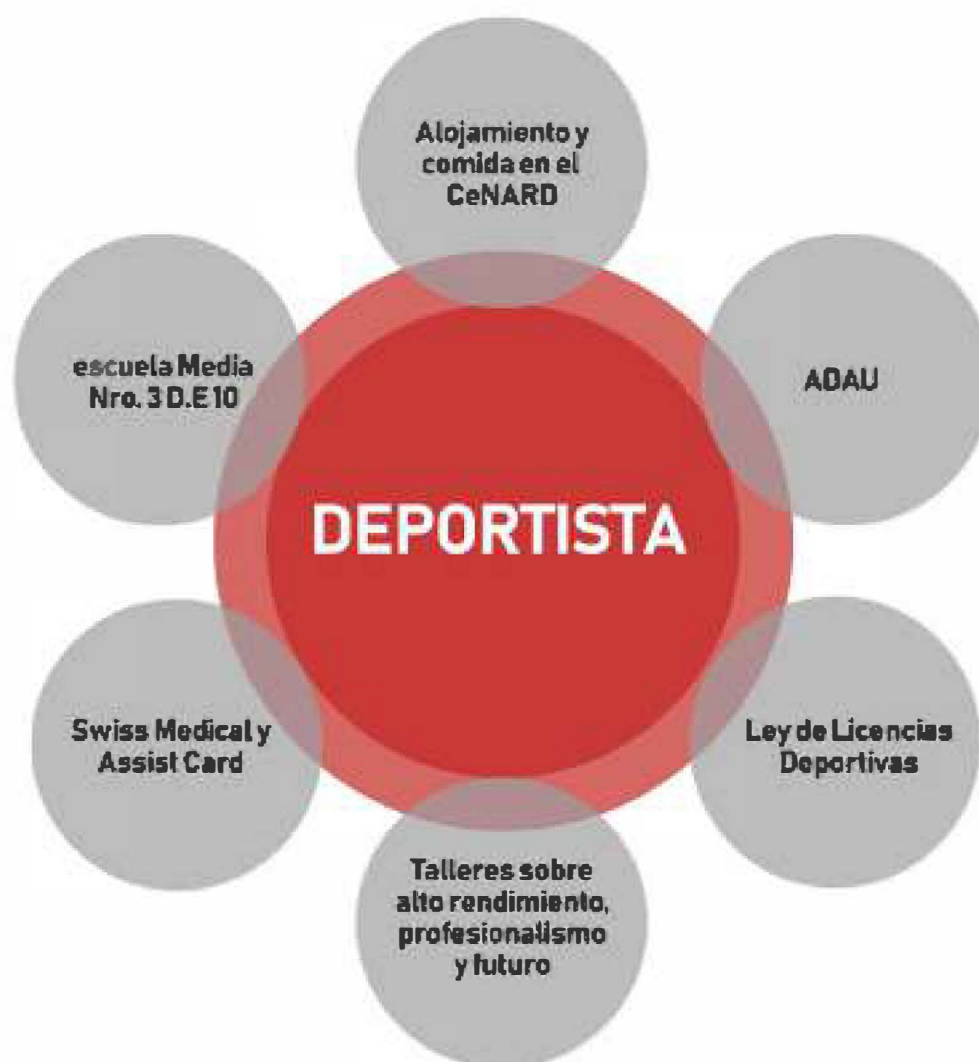 Alojamiento y
comida en el
CeNARD
escuela Media
Nro. 3 D.E 10
ADAU
DEPORTISTA
Swiss Medical y
Assist Card
Ley de Licencias
Deportivas
Talleres sobre
alto rendimiento,
profesionalismo
y futuro